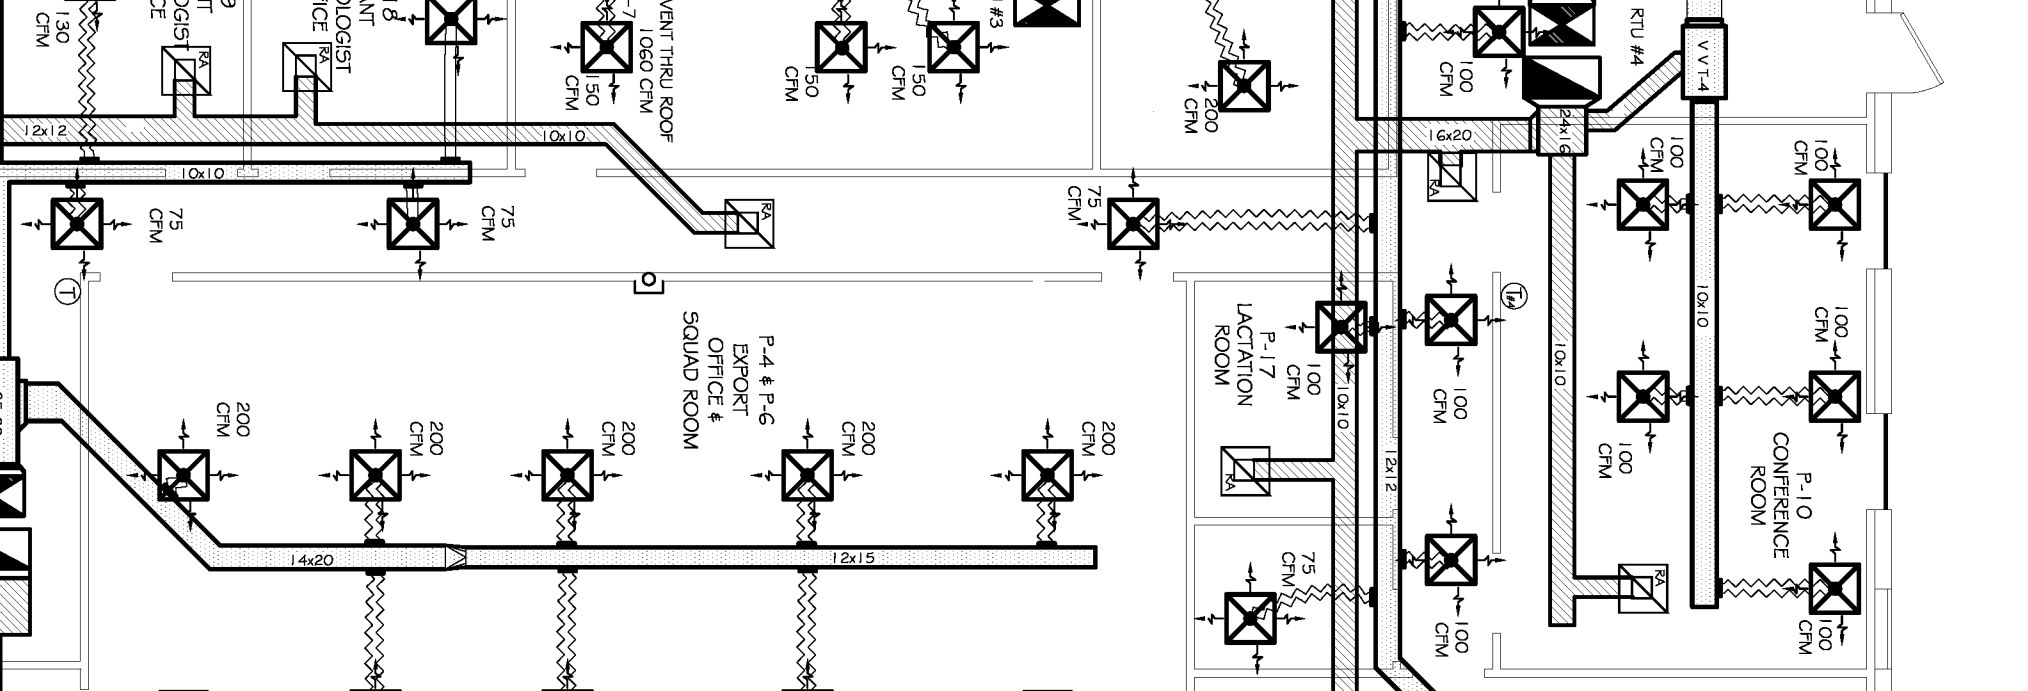 130
CFM
RA
RA
12x12
10x10
10x10
VENT THRU ROOF
1060 CFM
150
CFM
150
CFM
150
CFM
#3
200
CFM
100
CFM
RTU #4
VVT-4
16x20
24x16
RA
100
CFM
100
CFM
75
CFM
75
CFM
RA
75
CFM
T
T
#4
P-4 & P-6
EXPORT
OFFICE &
SQUAD ROOM
P-17
LACTATION
ROOM
100
CFM
10x10
100
CFM
10x10
10x10
100
CFM
100
CFM
P-10
CONFERENCE
ROOM
200
CFM
200
CFM
200
CFM
200
CFM
200
CFM
RA
12x12
14x20
12x15
75
CFM
100
CFM
RA
100
CFM